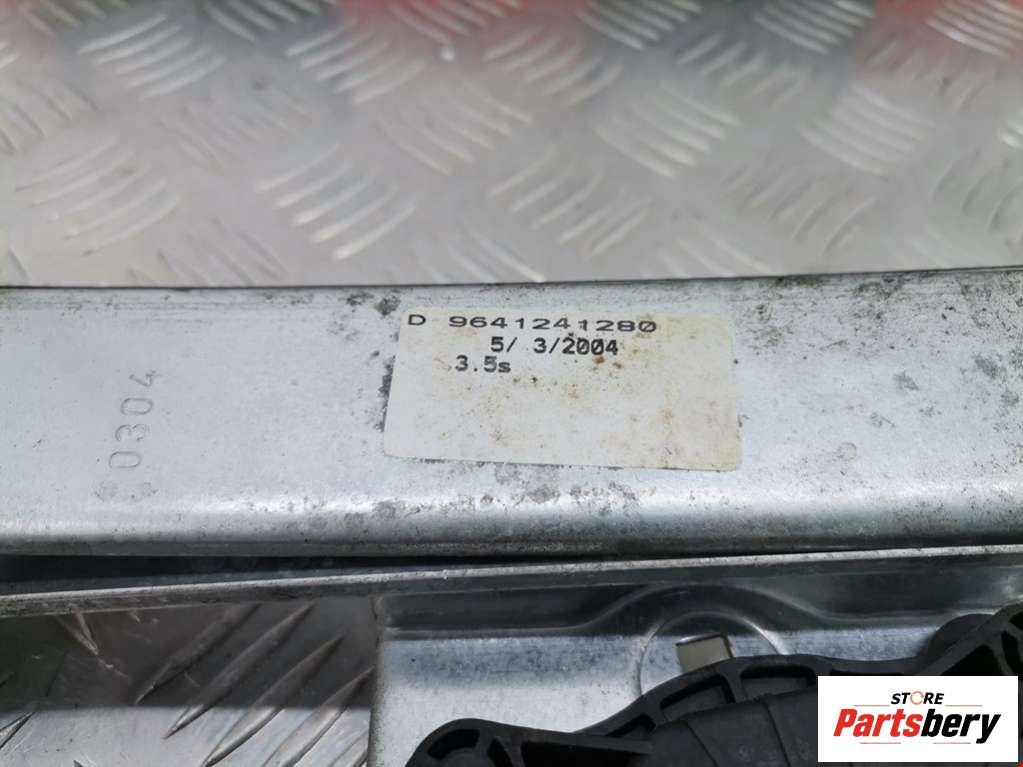 D 9641241280
5/ 3/2004
3.5s
0304
STORE
Partsbery